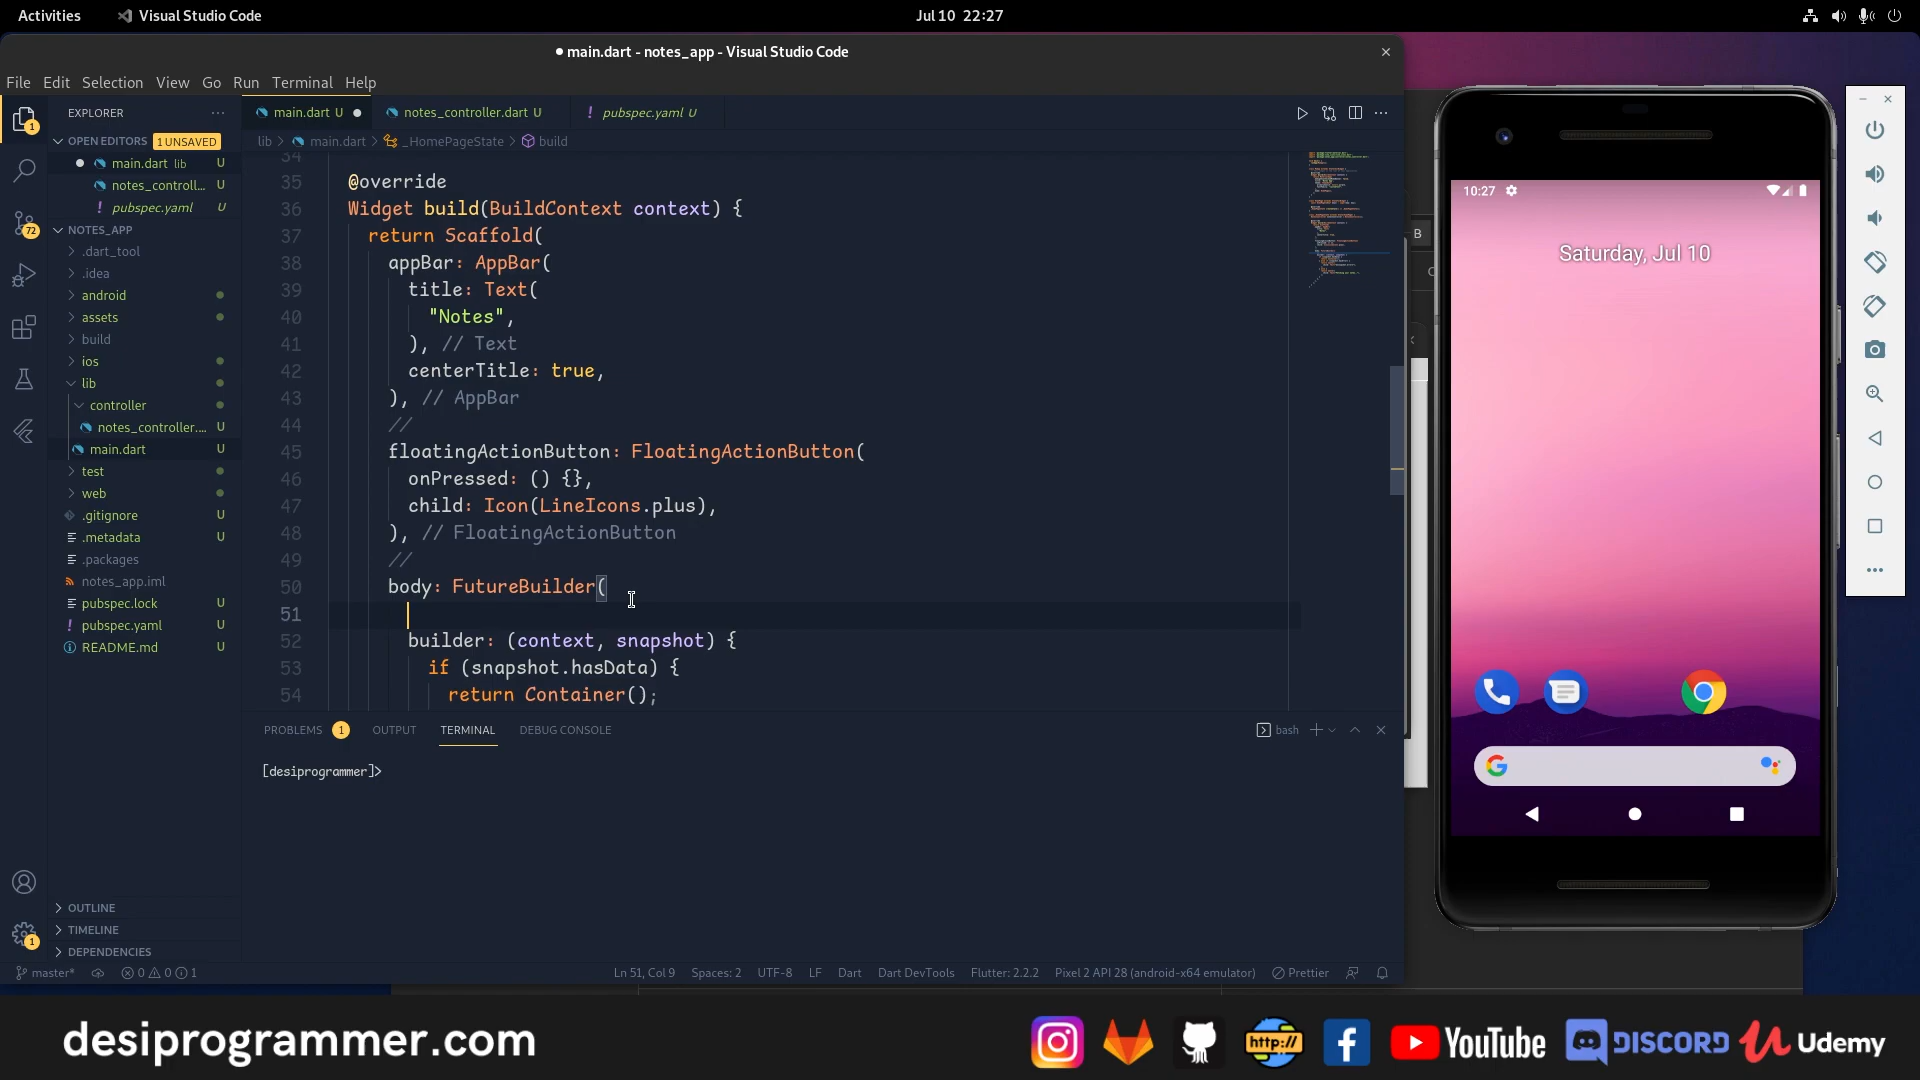 Activities
Visual Studio Code
Jul 10 22:27
● main.dart - notes_app - Visual Studio Code
File Edit Selection View Go Run Terminal Help
EXPLORER
main.dart U
notes_controller.dart U
! pubspec.yaml U
OPEN EDITORS 1 UNSAVED
lib > main.dart > _HomePageState > build
main.dart lib U
notes_controll... U
! pubspec.yaml U
NOTES_APP
.dart_tool
.idea
android
assets
build
ios
lib
controller
notes_controller.... U
main.dart U
test
web
.gitignore U
.metadata U
.packages
notes_app.iml
pubspec.lock U
! pubspec.yaml U
README.md U
OUTLINE
TIMELINE
DEPENDENCIES
34
35 @override
36 Widget build(BuildContext context) {
37 return Scaffold(
38 appBar: AppBar(
39 title: Text(
40 "Notes",
41 ), // Text
42 centerTitle: true,
43 ), // AppBar
44 //
45 floatingActionButton: FloatingActionButton(
46 onPressed: () {},
47 child: Icon(LineIcons.plus),
48 ), // FloatingActionButton
49 //
50 body: FutureBuilder(
51
52 builder: (context, snapshot) {
53 if (snapshot.hasData) {
54 return Container();
PROBLEMS 1 OUTPUT TERMINAL DEBUG CONSOLE
bash
[desiprogrammer]>
1
72
1
master* 0 0 1
Ln 51, Col 9 Spaces: 2 UTF-8 LF Dart Dart DevTools Flutter: 2.2.2 Pixel 2 API 28 (android-x64 emulator) Prettier
B
10:27
Saturday, Jul 10
G
desiprogrammer.com
http://
YouTube
DISCORD
Udemy